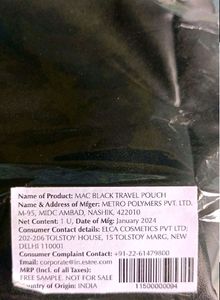 Name of Product: MAC BLACK TRAVEL POUCH
Name & Address of Mfger: METRO POLYMERS PVT. LTD.
M-95, MIDC AMBAD, NASHIK, 422010
Net Content: 1 U, Date of Mfg: January 2024
Consumer Contact details: ELCA COSMETICS PVT LTD;
202-206 TOLSTOY HOUSE, 15 TOLSTOY MARG, NEW
DELHI 110001
Consumer Complaint Contact: +91-22-61479800
Email: corporate@in.estee.com
MRP (Incl. of all Taxes):
FREE SAMPLE. NOT FOR SALE
Country of Origin: INDIA
11500000094